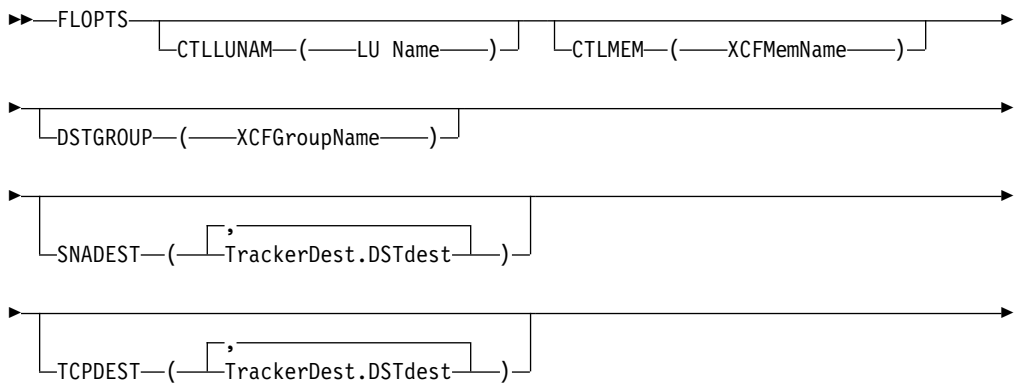 FLOPTS
CTLLUNAM ( LU Name ) CTLMEM ( XCFMemName )
DSTGROUP ( XCFGroupName )
,
SNADEST ( TrackerDest.DSTdest )
,
TCPDEST ( TrackerDest.DSTdest )